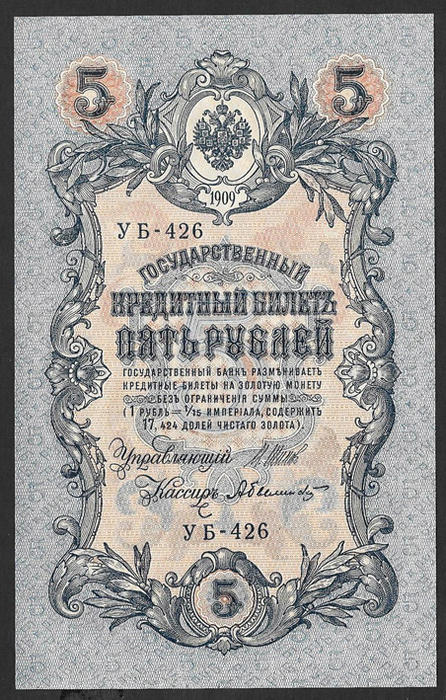 5 5
1909
УБ-426
ГОСУДАРСТВЕННЫЙ
КРЕДИТНЫЙ БИЛЕТЪ
ПЯТЬ РУБЛЕЙ
ГОСУДАРСТВЕННЫЙ БАНКЪ РАЗМѢНИВАЕТЪ
КРЕДИТНЫЕ БИЛЕТЫ НА ЗОЛОТУЮ МОНЕТУ
БЕЗЪ ОГРАНИЧЕНІЯ СУММЫ
(1 РУБЛЬ = 1/15 ИМПЕРІАЛА, СОДЕРЖИТЪ
17,424 ДОЛЕЙ ЧИСТАГО ЗОЛОТА).
Управляющій
Кассиръ
УБ-426
5